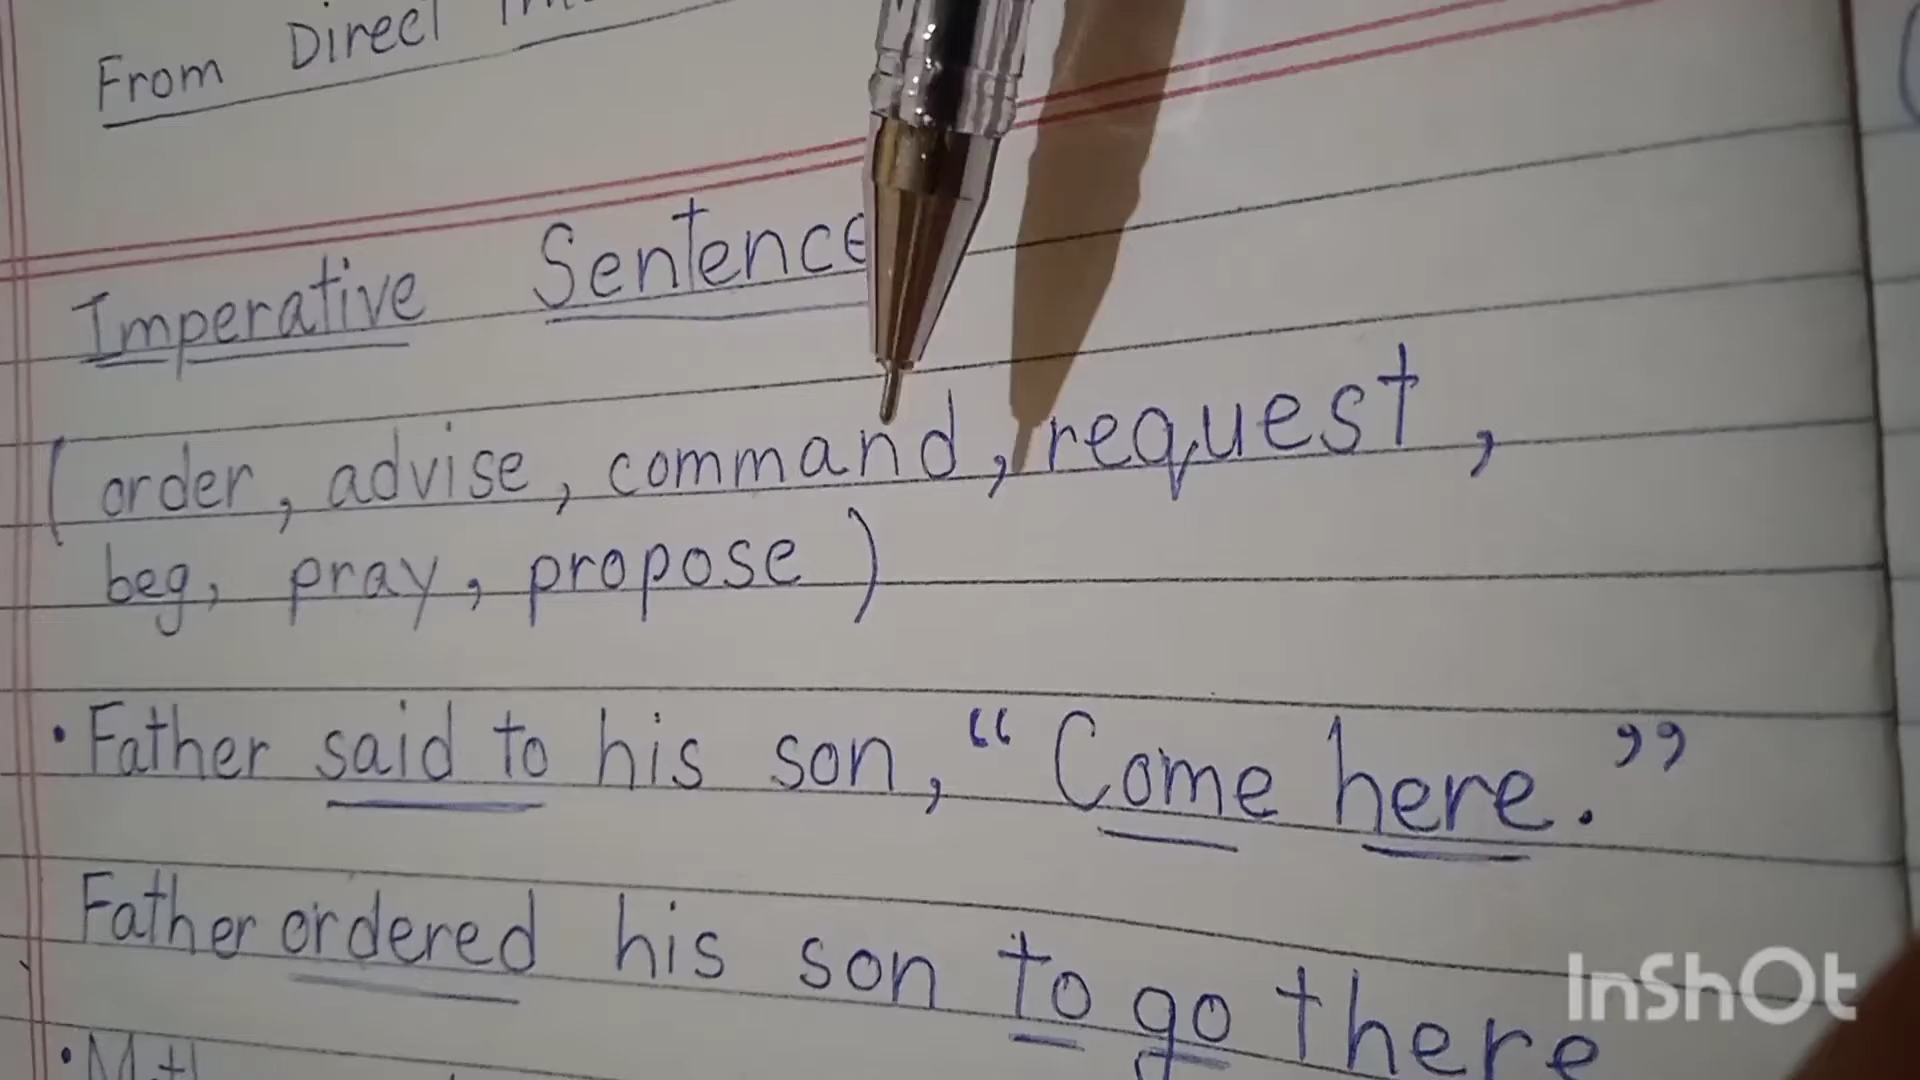 From Direct
Imperative Sentence
(order, advise, command, request,
beg, pray, propose)
• Father said to his son, “Come here.”
Father ordered his son to go there
InShOt